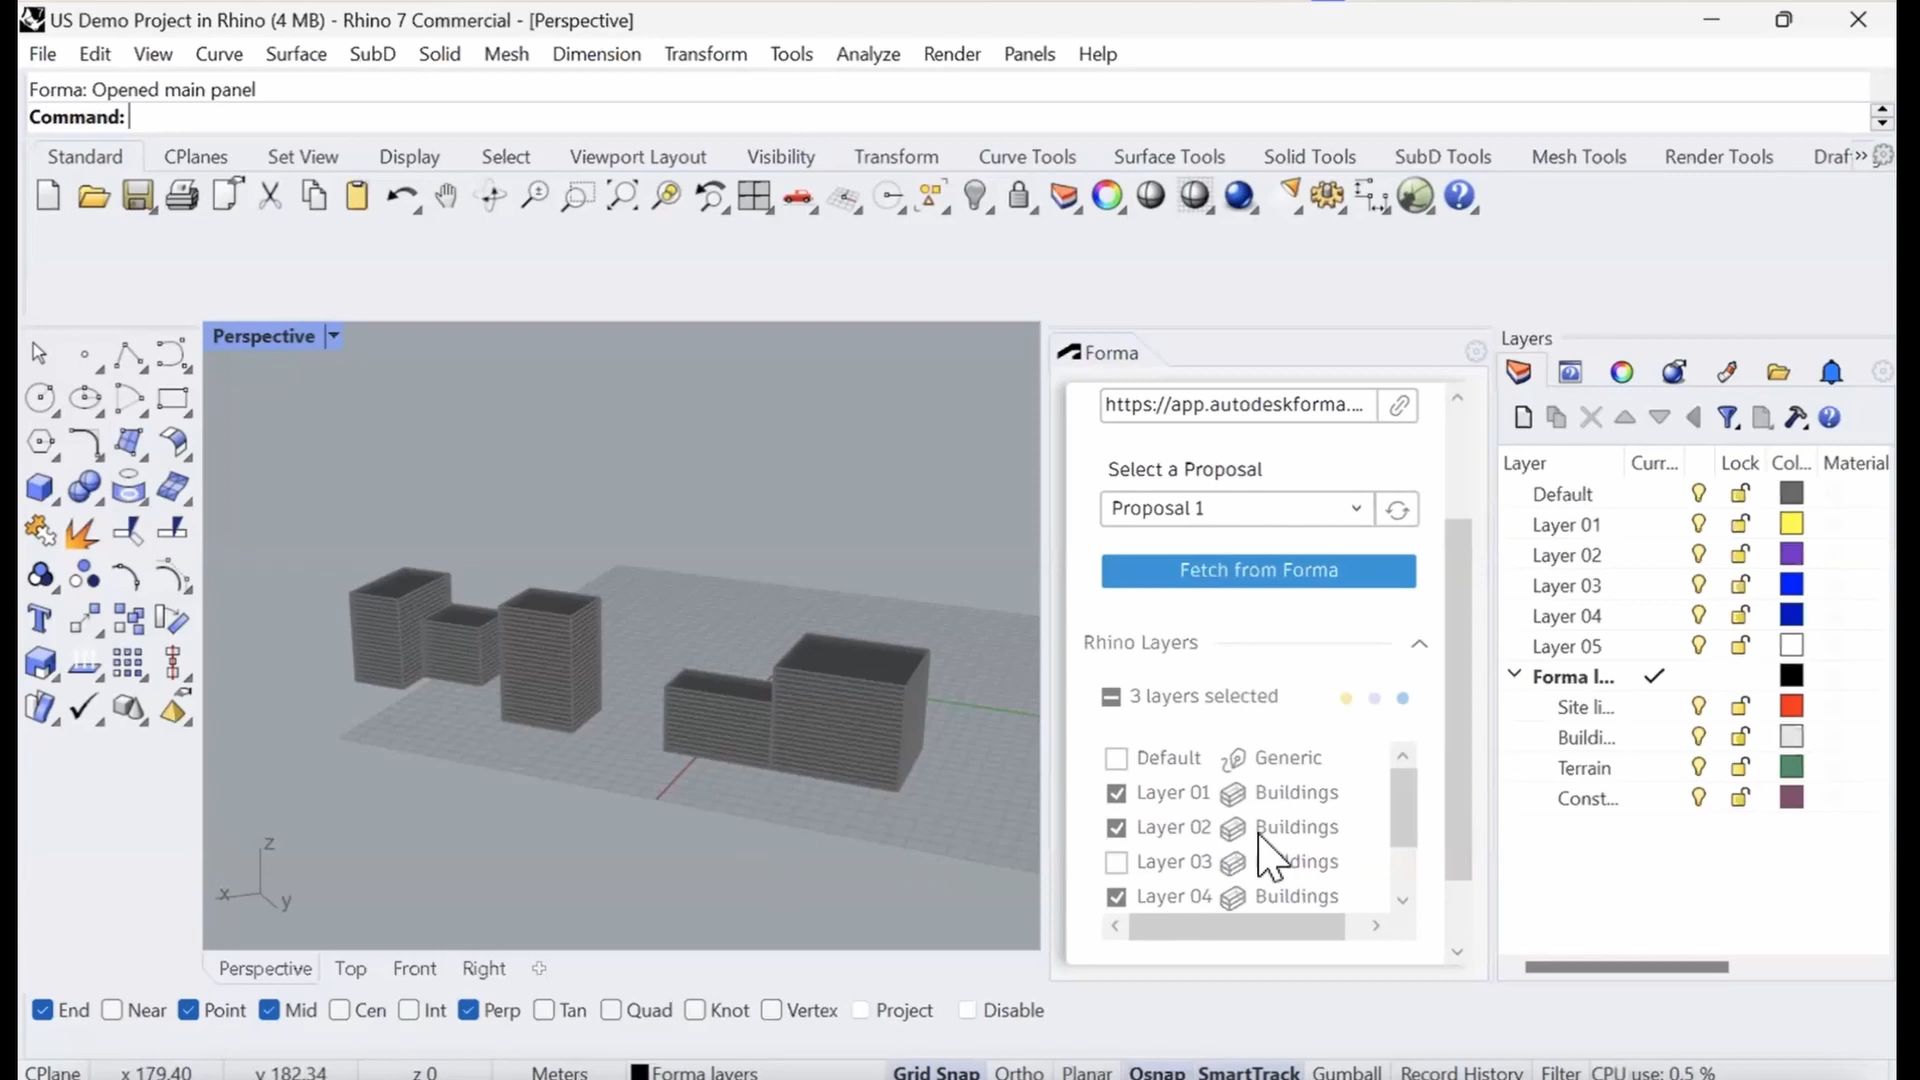 US Demo Project in Rhino (4 MB) - Rhino 7 Commercial - [Perspective]
File Edit View Curve Surface SubD Solid Mesh Dimension Transform Tools Analyze Render Panels Help
Forma: Opened main panel
Command:
Standard CPlanes Set View Display Select Viewport Layout Visibility Transform Curve Tools Surface Tools Solid Tools SubD Tools Mesh Tools Render Tools Draf
Perspective
Forma
https://app.autodeskforma....
Select a Proposal
Proposal 1
Fetch from Forma
Rhino Layers
3 layers selected
Default Generic
Layer 01 Buildings
Layer 02 Buildings
Layer 03
Layer 04 Buildings
Layers
Layer Curr... Lock Col... Material
Default
Layer 01
Layer 02
Layer 03
Layer 04
Layer 05
Forma l...
Site li...
Buildi...
Terrain
Const...
z
x
y
Perspective Top Front Right
End Near Point Mid Cen Int Perp Tan Quad Knot Vertex Project Disable
CPlane x 179.40 y 182.34 z 0 Meters Forma layers Grid Snap Ortho Planar Osnap SmartTrack Gumball Record History Filter CPU use: 0.5 %